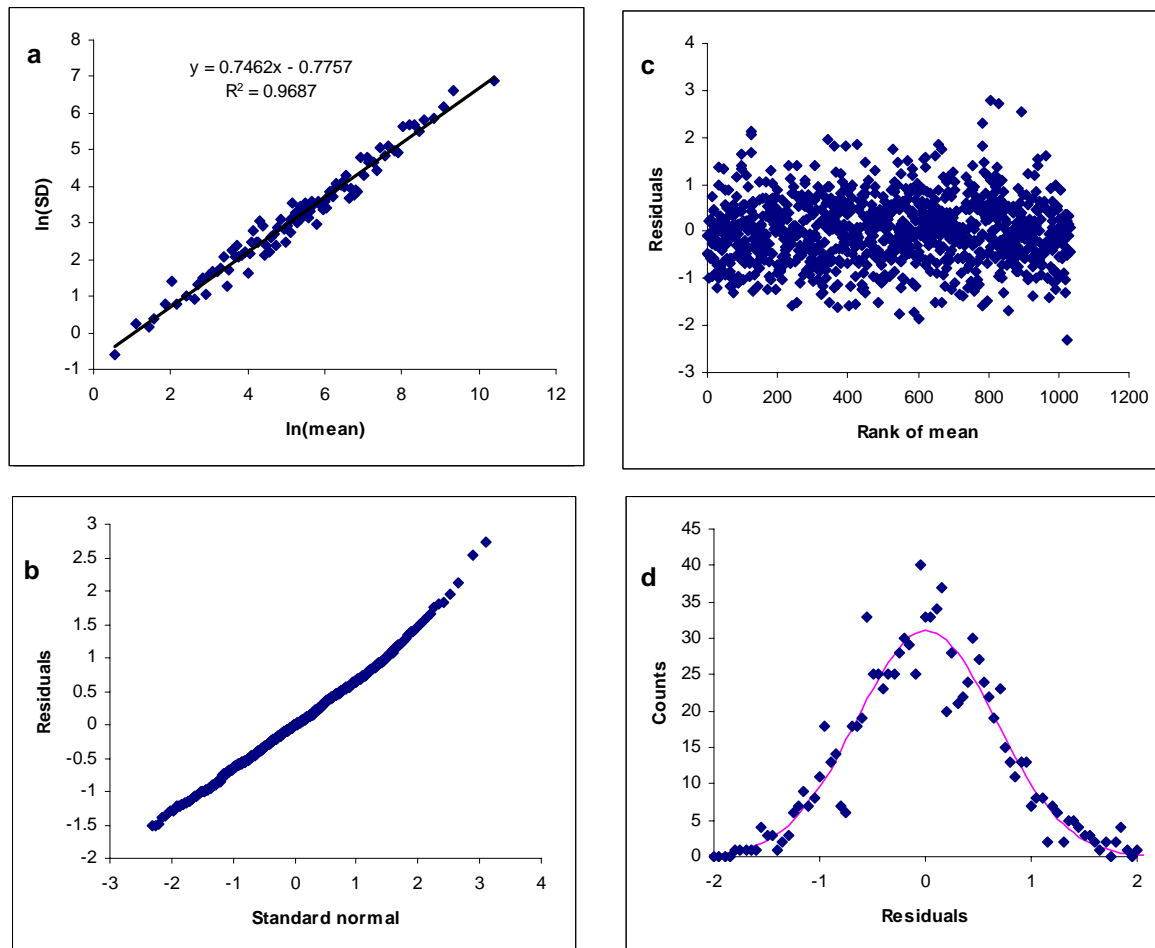 a
y = 0.7462x - 0.7757
R² = 0.9687
8
7
6
5
4
3
2
1
0
-1
0 2 4 6 8 10 12
ln(SD)
ln(mean)
c
4
3
2
1
0
-1
-2
-3
0 200 400 600 800 1000 1200
Residuals
Rank of mean
b
3
2.5
2
1.5
1
0.5
0
-0.5
-1
-1.5
-2
-3 -2 -1 0 1 2 3 4
Residuals
Standard normal
d
45
40
35
30
25
20
15
10
5
0
-2 -1 0 1 2
Counts
Residuals